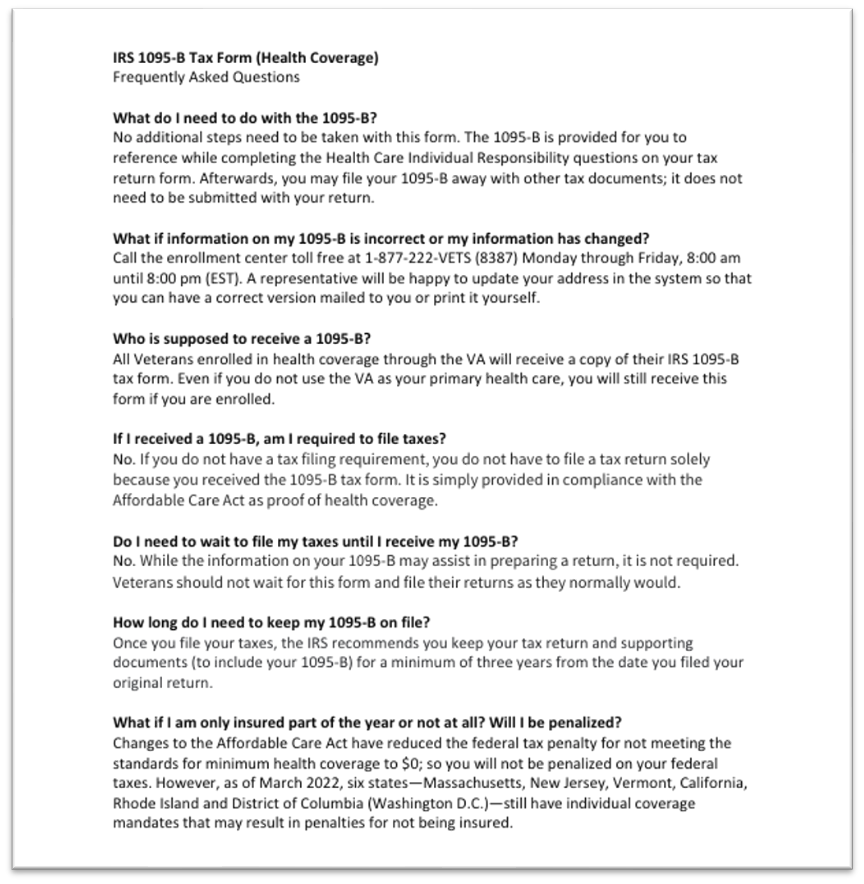 IRS 1095-B Tax Form (Health Coverage)
Frequently Asked Questions
What do I need to do with the 1095-B?
No additional steps need to be taken with this form. The 1095-B is provided for you to
reference while completing the Health Care Individual Responsibility questions on your tax
return form. Afterwards, you may file your 1095-B away with other tax documents; it does not
need to be submitted with your return.
What if information on my 1095-B is incorrect or my information has changed?
Call the enrollment center toll free at 1-877-222-VETS (8387) Monday through Friday, 8:00 am
until 8:00 pm (EST). A representative will be happy to update your address in the system so that
you can have a correct version mailed to you or print it yourself.
Who is supposed to receive a 1095-B?
All Veterans enrolled in health coverage through the VA will receive a copy of their IRS 1095-B
tax form. Even if you do not use the VA as your primary health care, you will still receive this
form if you are enrolled.
If I received a 1095-B, am I required to file taxes?
No. If you do not have a tax filing requirement, you do not have to file a tax return solely
because you received the 1095-B tax form. It is simply provided in compliance with the
Affordable Care Act as proof of health coverage.
Do I need to wait to file my taxes until I receive my 1095-B?
No. While the information on your 1095-B may assist in preparing a return, it is not required.
Veterans should not wait for this form and file their returns as they normally would.
How long do I need to keep my 1095-B on file?
Once you file your taxes, the IRS recommends you keep your tax return and supporting
documents (to include your 1095-B) for a minimum of three years from the date you filed your
original return.
What if I am only insured part of the year or not at all? Will I be penalized?
Changes to the Affordable Care Act have reduced the federal tax penalty for not meeting the
standards for minimum health coverage to $0; so you will not be penalized on your federal
taxes. However, as of March 2022, six states—Massachusetts, New Jersey, Vermont, California,
Rhode Island and District of Columbia (Washington D.C.)—still have individual coverage
mandates that may result in penalties for not being insured.